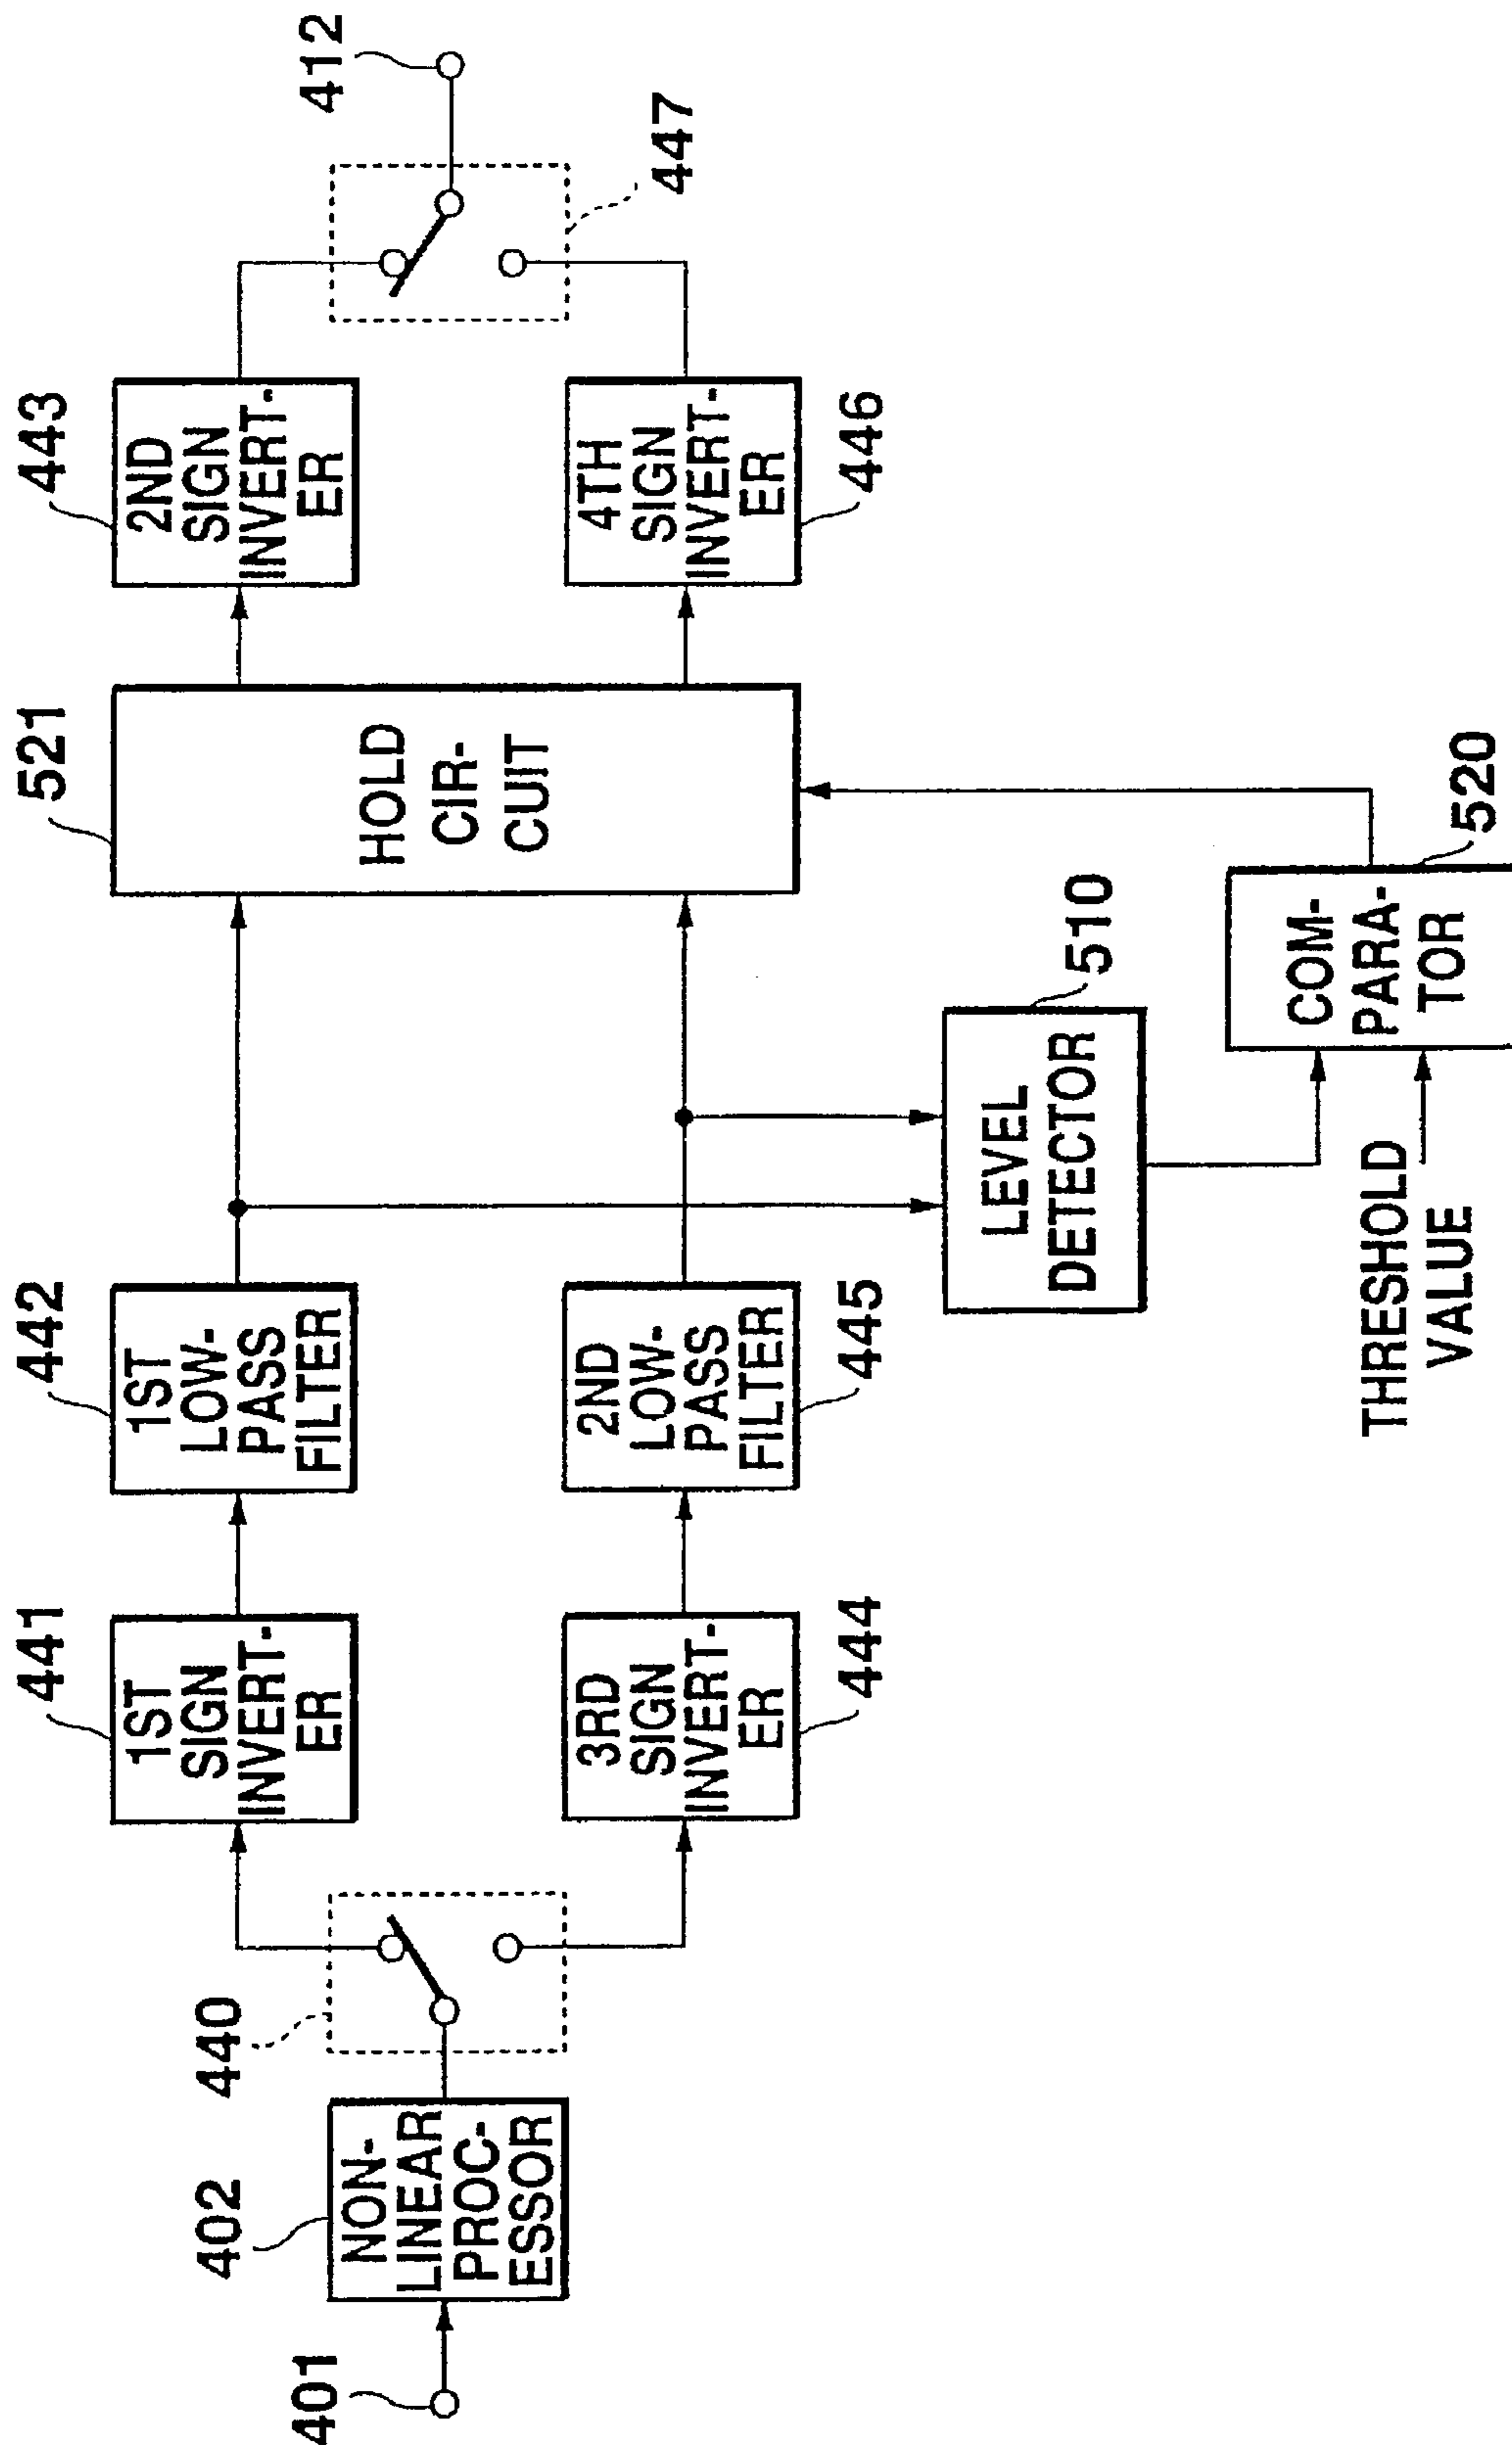 401
402
NON-
LINEAR
PROC-
ESSOR
440
441
1ST
SIGN
INVERT-
ER
442
1ST
LOW-
PASS
FILTER
521
HOLD
CIR-
CUIT
443
2ND
SIGN
INVERT-
ER
412
447
3RD
SIGN
INVERT-
ER
444
2ND
LOW-
PASS
FILTER
445
4TH
SIGN
INVERT-
ER
446
LEVEL
DETECTOR
510
COM-
PARA-
TOR
520
THRESHOLD
VALUE